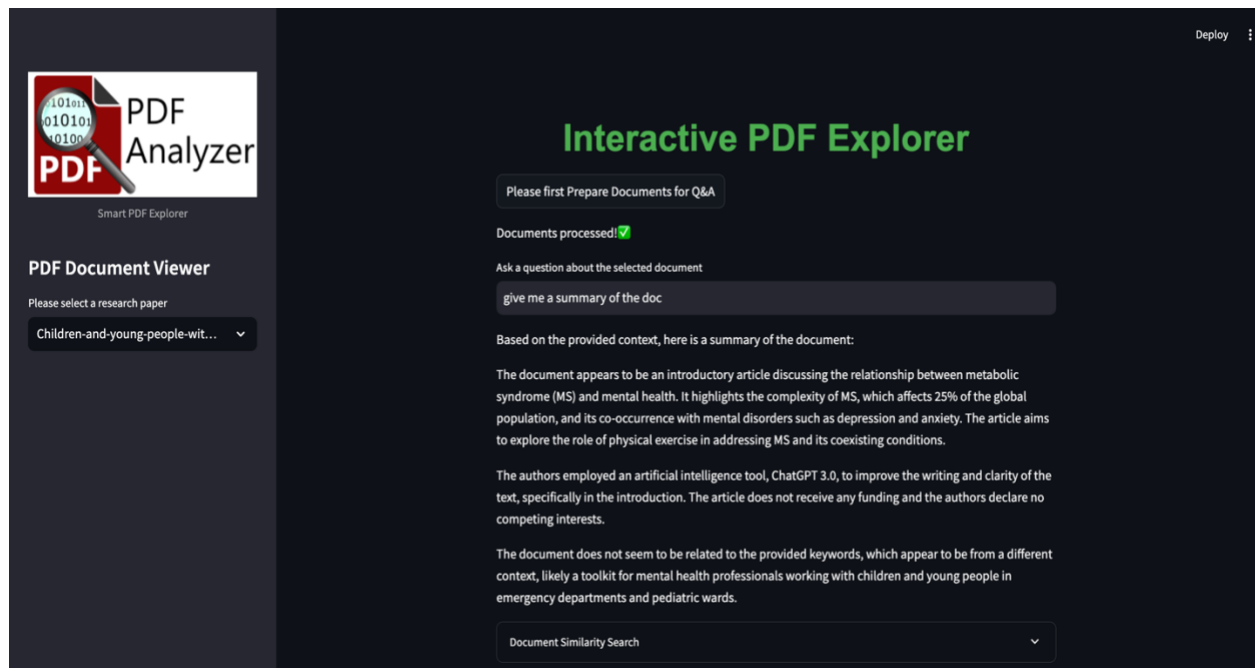 Deploy
101011
010101
10100
PDF
PDF
Analyzer
Smart PDF Explorer
PDF Document Viewer
Please select a research paper
Children-and-young-people-wit...
Interactive PDF Explorer
Please first Prepare Documents for Q&A
Documents processed!✅
Ask a question about the selected document
give me a summary of the doc
Based on the provided context, here is a summary of the document:
The document appears to be an introductory article discussing the relationship between metabolic
syndrome (MS) and mental health. It highlights the complexity of MS, which affects 25% of the global
population, and its co-occurrence with mental disorders such as depression and anxiety. The article aims
to explore the role of physical exercise in addressing MS and its coexisting conditions.
The authors employed an artificial intelligence tool, ChatGPT 3.0, to improve the writing and clarity of the
text, specifically in the introduction. The article does not receive any funding and the authors declare no
competing interests.
The document does not seem to be related to the provided keywords, which appear to be from a different
context, likely a toolkit for mental health professionals working with children and young people in
emergency departments and pediatric wards.
Document Similarity Search